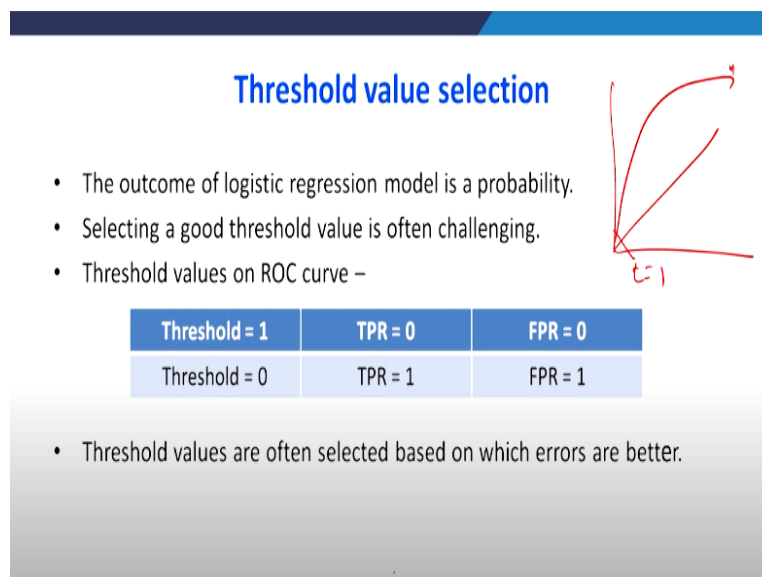 Threshold value selection
• The outcome of logistic regression model is a probability.
• Selecting a good threshold value is often challenging.
• Threshold values on ROC curve –
t=1
Threshold = 1 TPR = 0 FPR = 0
Threshold = 0 TPR = 1 FPR = 1
• Threshold values are often selected based on which errors are better.